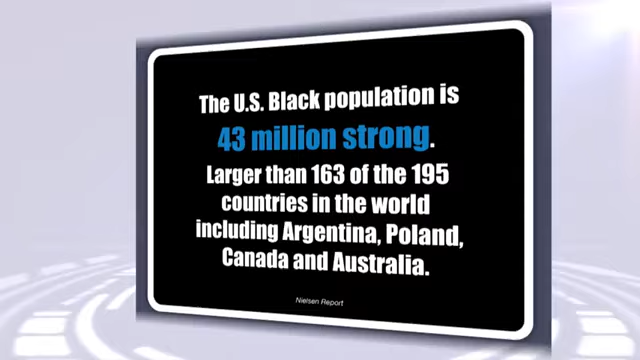 The U.S. Black population is
43 million strong.
Larger than 163 of the 195
countries in the world
including Argentina, Poland,
Canada and Australia.
Nielsen Report